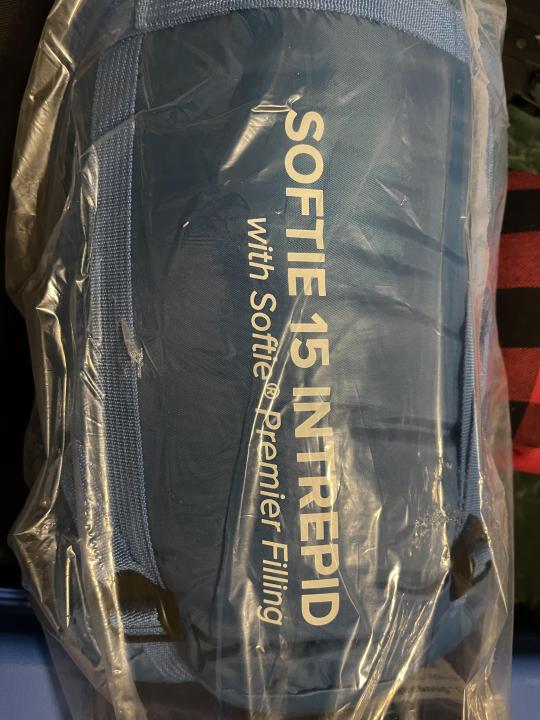 SOFTIE 15 INTREPID
with Softie® Premier Filling